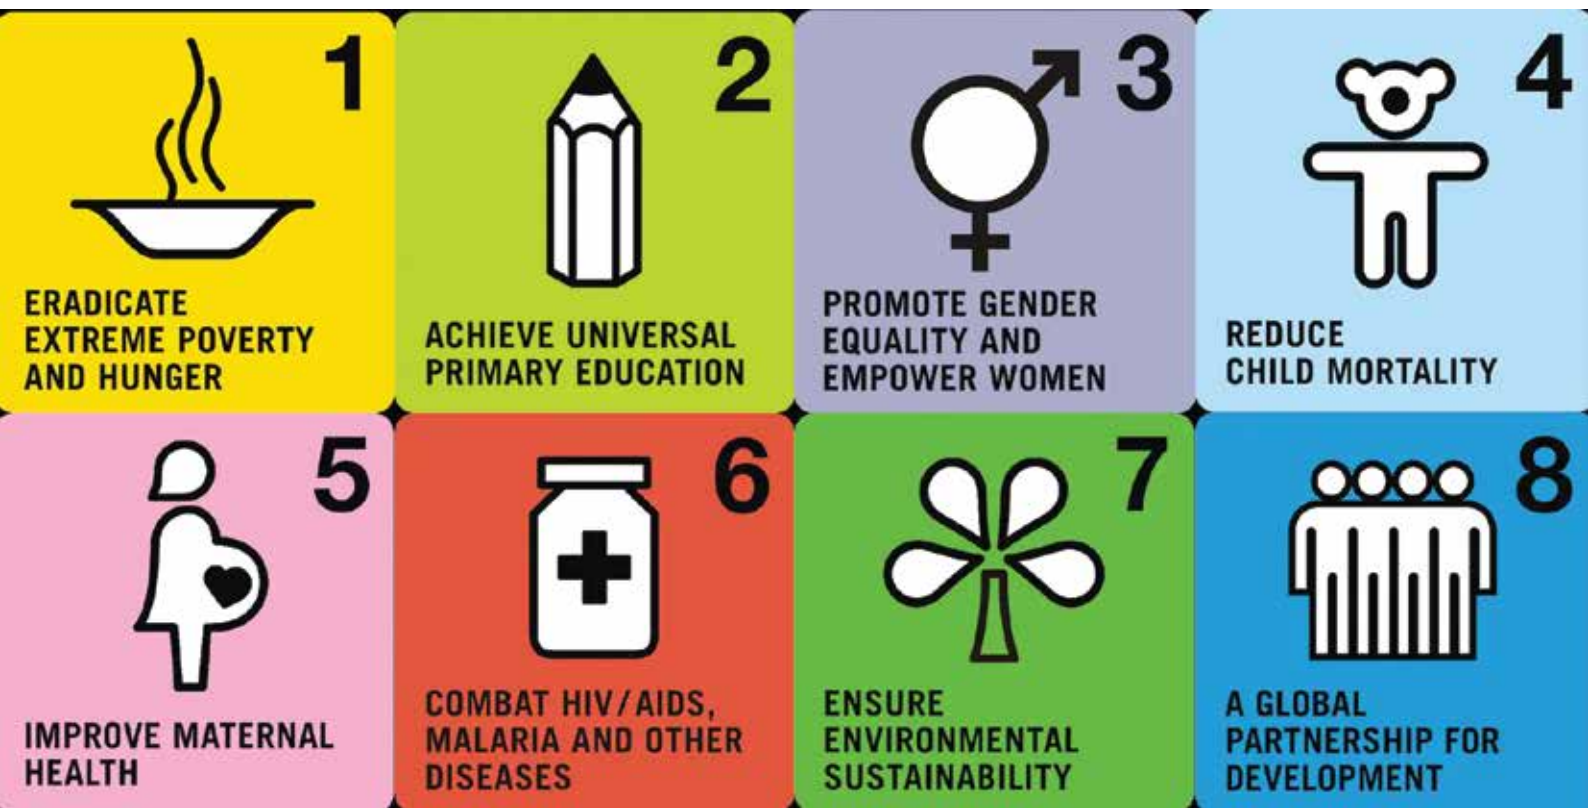 1
ERADICATE
EXTREME POVERTY
AND HUNGER
2
ACHIEVE UNIVERSAL
PRIMARY EDUCATION
3
PROMOTE GENDER
EQUALITY AND
EMPOWER WOMEN
4
REDUCE
CHILD MORTALITY
5
IMPROVE MATERNAL
HEALTH
6
COMBAT HIV/AIDS,
MALARIA AND OTHER
DISEASES
7
ENSURE
ENVIRONMENTAL
SUSTAINABILITY
8
A GLOBAL
PARTNERSHIP FOR
DEVELOPMENT